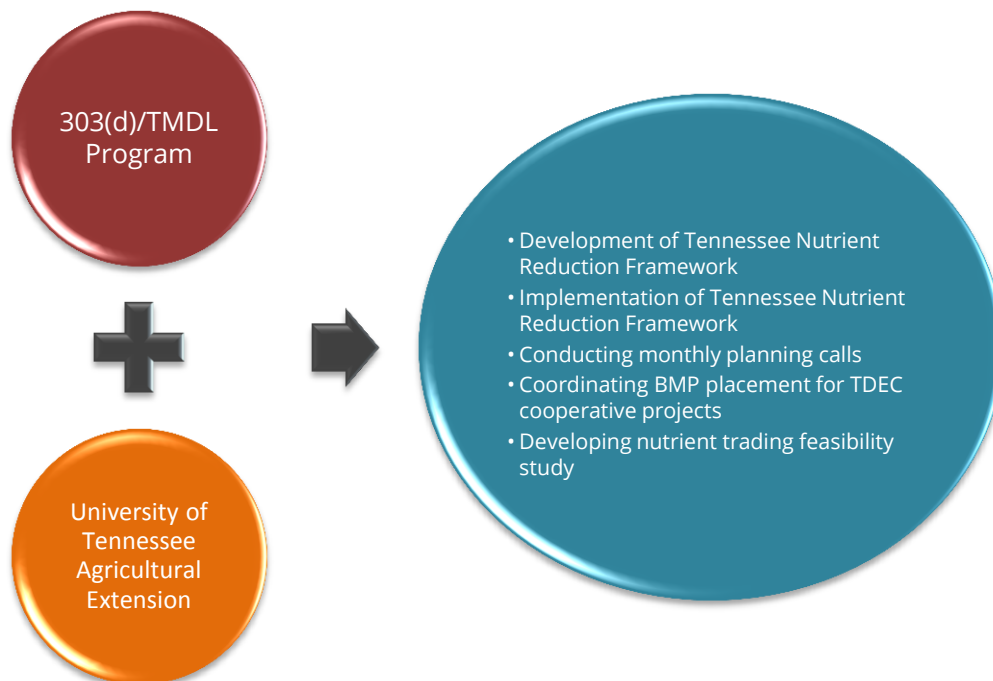 303(d)/TMDL
Program
University of
Tennessee
Agricultural
Extension
• Development of Tennessee Nutrient
Reduction Framework
• Implementation of Tennessee Nutrient
Reduction Framework
• Conducting monthly planning calls
• Coordinating BMP placement for TDEC
cooperative projects
• Developing nutrient trading feasibility
study